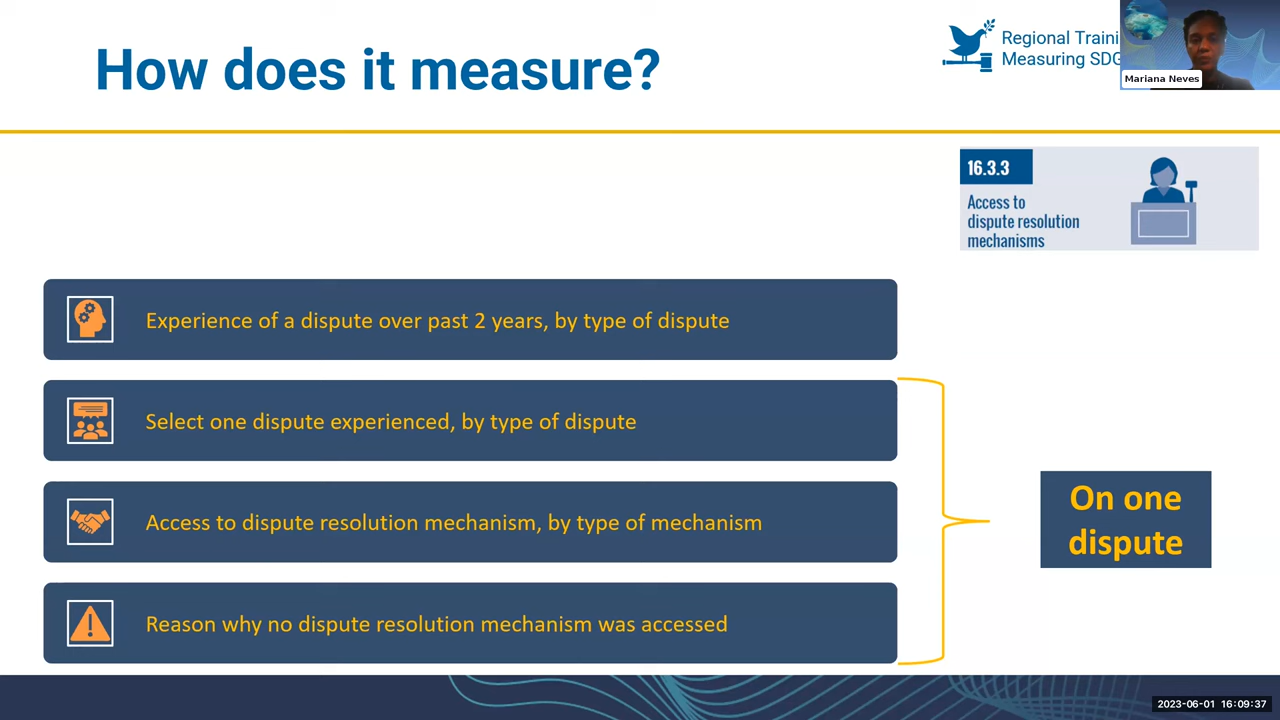 How does it measure?
Regional Traini
Measuring SDG
Mariana Neves
16.3.3
Access to
dispute resolution
mechanisms
Experience of a dispute over past 2 years, by type of dispute
Select one dispute experienced, by type of dispute
Access to dispute resolution mechanism, by type of mechanism
Reason why no dispute resolution mechanism was accessed
On one
dispute
2023-06-01 16:09:37